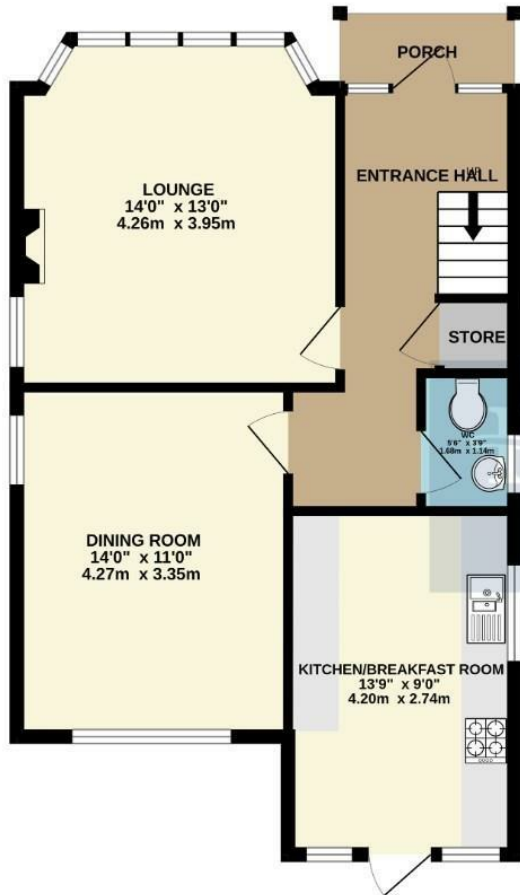 PORCH
ENTRANCE HALL
UP
LOUNGE
14'0" x 13'0"
4.26m x 3.95m
STORE
WC
5'6" x 3'9"
1.68m x 1.14m
DINING ROOM
14'0" x 11'0"
4.27m x 3.35m
KITCHEN/BREAKFAST ROOM
13'9" x 9'0"
4.20m x 2.74m